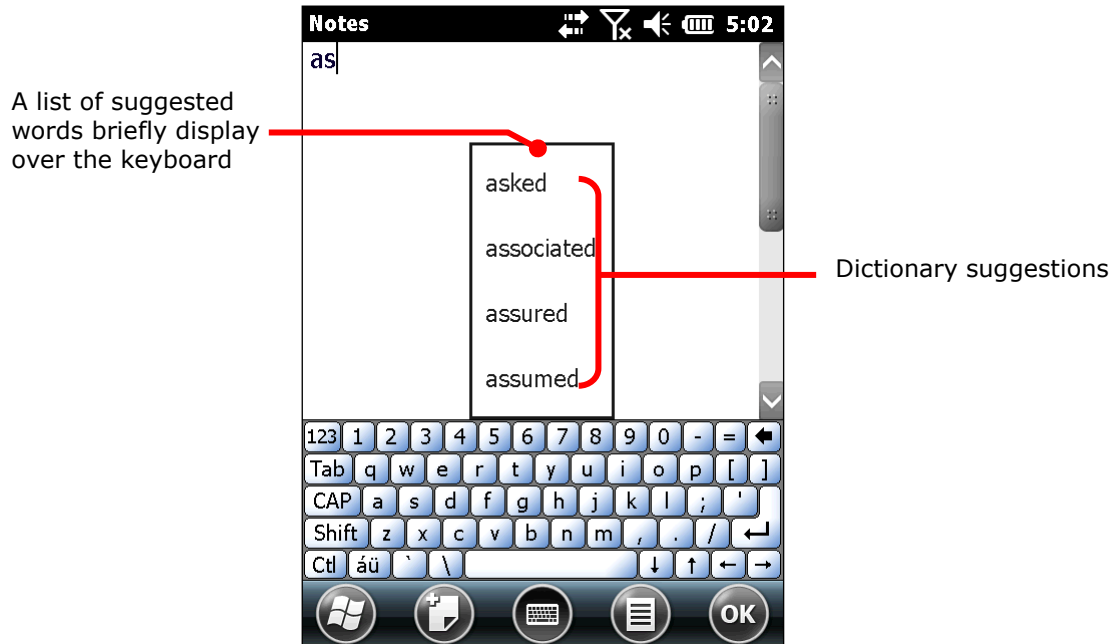 Notes 5:02
as
A list of suggested
words briefly display
over the keyboard
asked
associated
Dictionary suggestions
assured
assumed
123 1 2 3 4 5 6 7 8 9 0 - =
Tab q w e r t y u i o p [ ]
CAP a s d f g h j k l ; '
Shift z x c v b n m , . /
Ctl áü ` \ ↓ ↑ ← →
OK